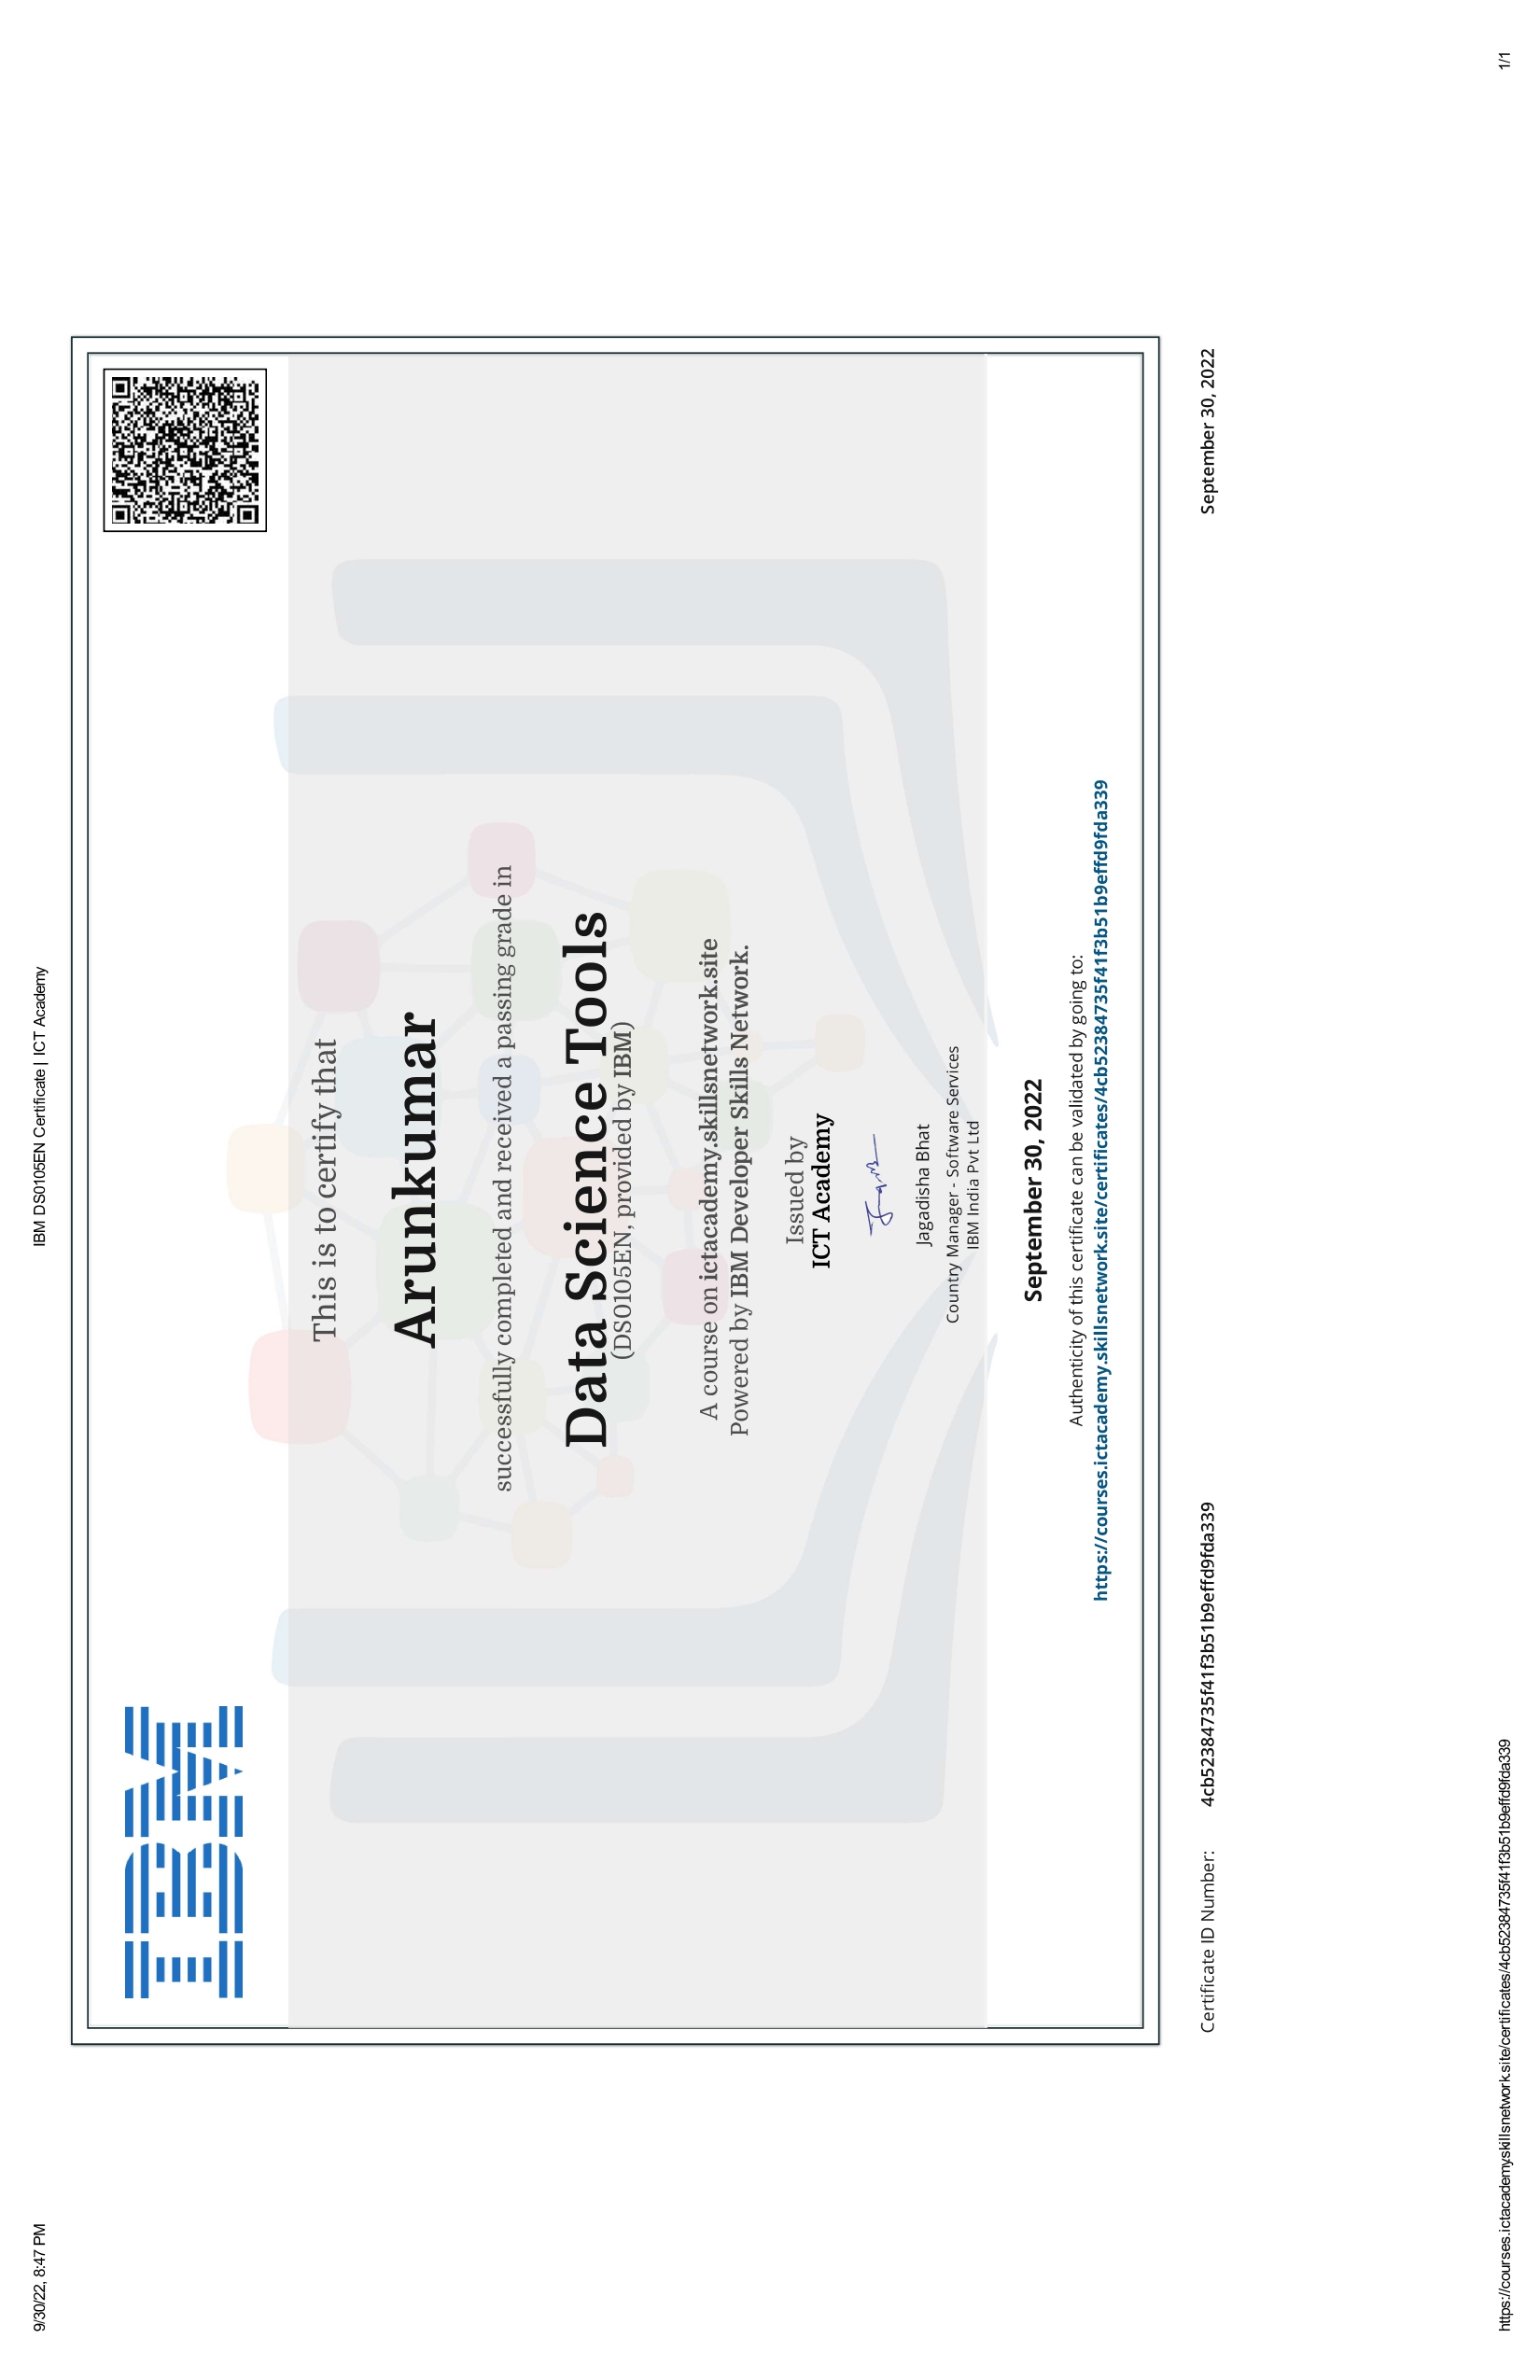 9/30/22, 8:47 PM
IBM DS0105EN Certificate | ICT Academy
IBM
This is to certify that
Arunkumar
successfully completed and received a passing grade in
Data Science Tools
(DS0105EN, provided by IBM)
A course on ictacademy.skillsnetwork.site
Powered by IBM Developer Skills Network.
Issued by
ICT Academy
Jagadisha Bhat
Country Manager - Software Services
IBM India Pvt Ltd
September 30, 2022
Authenticity of this certificate can be validated by going to:
https://courses.ictacademy.skillsnetwork.site/certificates/4cb52384735f41f3b51b9effd9fda339
Certificate ID Number: 4cb52384735f41f3b51b9effd9fda339
September 30, 2022
https://courses.ictacademy.skillsnetwork.site/certificates/4cb52384735f41f3b51b9effd9fda339
1/1